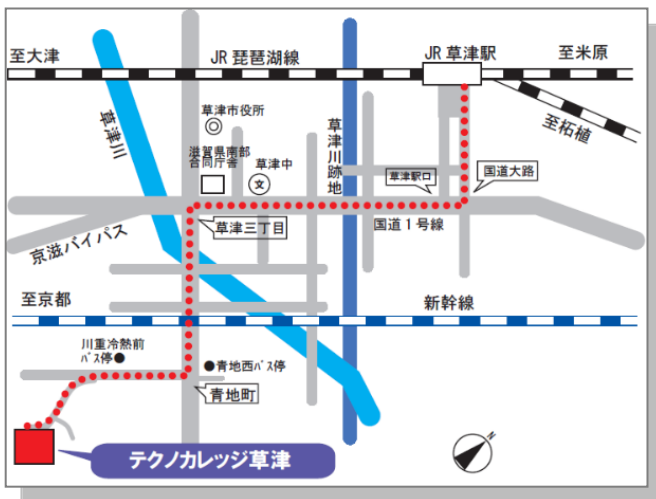 至大津
JR 琵琶湖線
JR 草津駅
至米原
草津市役所
草津川
草津川跡地
至柘植
滋賀県南部
合同庁舎
草津中
文
草津駅口
国道大路
京滋バイパス
草津三丁目
国道1号線
至京都
新幹線
川重冷熱前
バス停●
●青地西バス停
青地町
テクノカレッジ草津
N